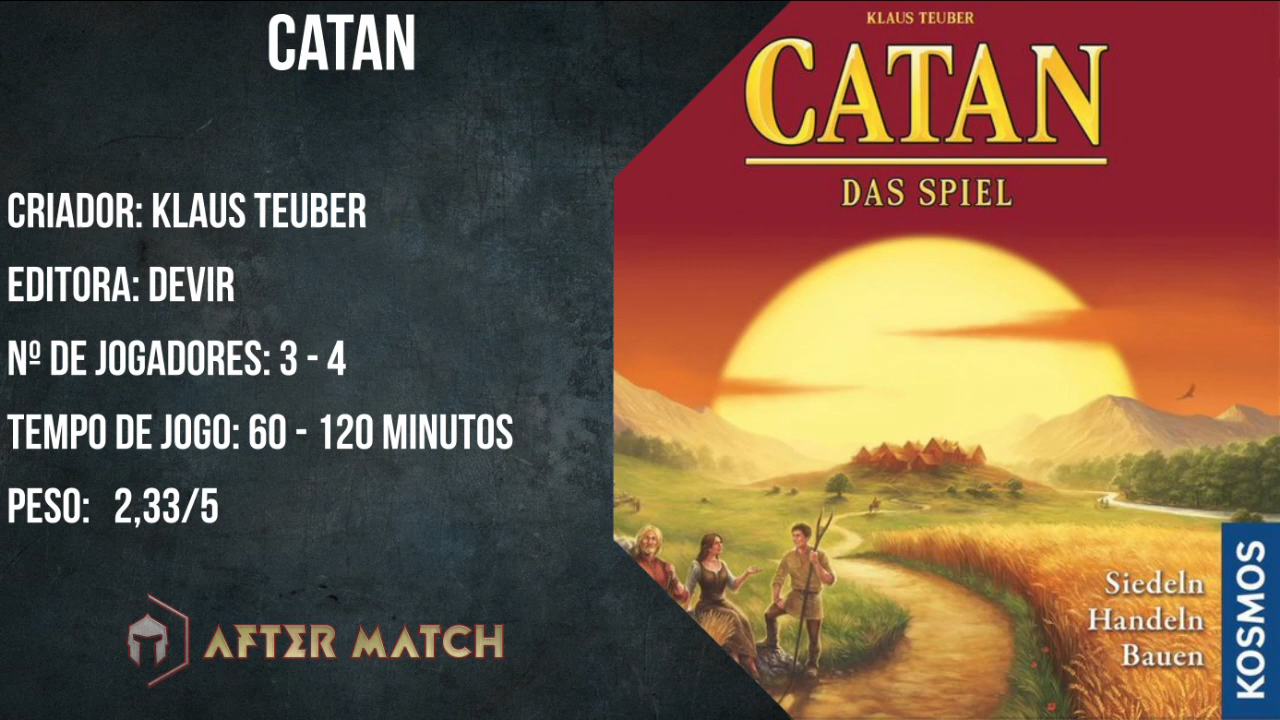 CATAN
CRIADOR: KLAUS TEUBER
EDITORA: DEVIR
Nº DE JOGADORES: 3 - 4
TEMPO DE JOGO: 60 - 120 MINUTOS
PESO: 2,33/5
AFTER MATCH
KLAUS TEUBER
CATAN
DAS SPIEL
Siedeln
Handeln
Bauen
KOSMOS